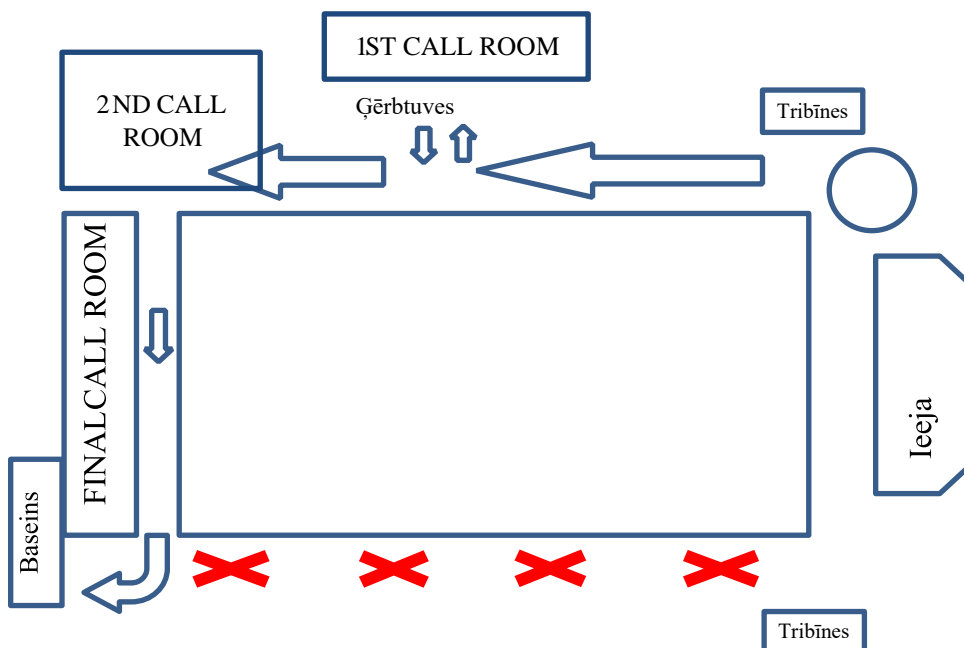 1ST CALL ROOM
2ND CALL
ROOM
Ģērbtuves
Tribīnes
FINALCALL ROOM
Ieeja
Baseins
Tribīnes